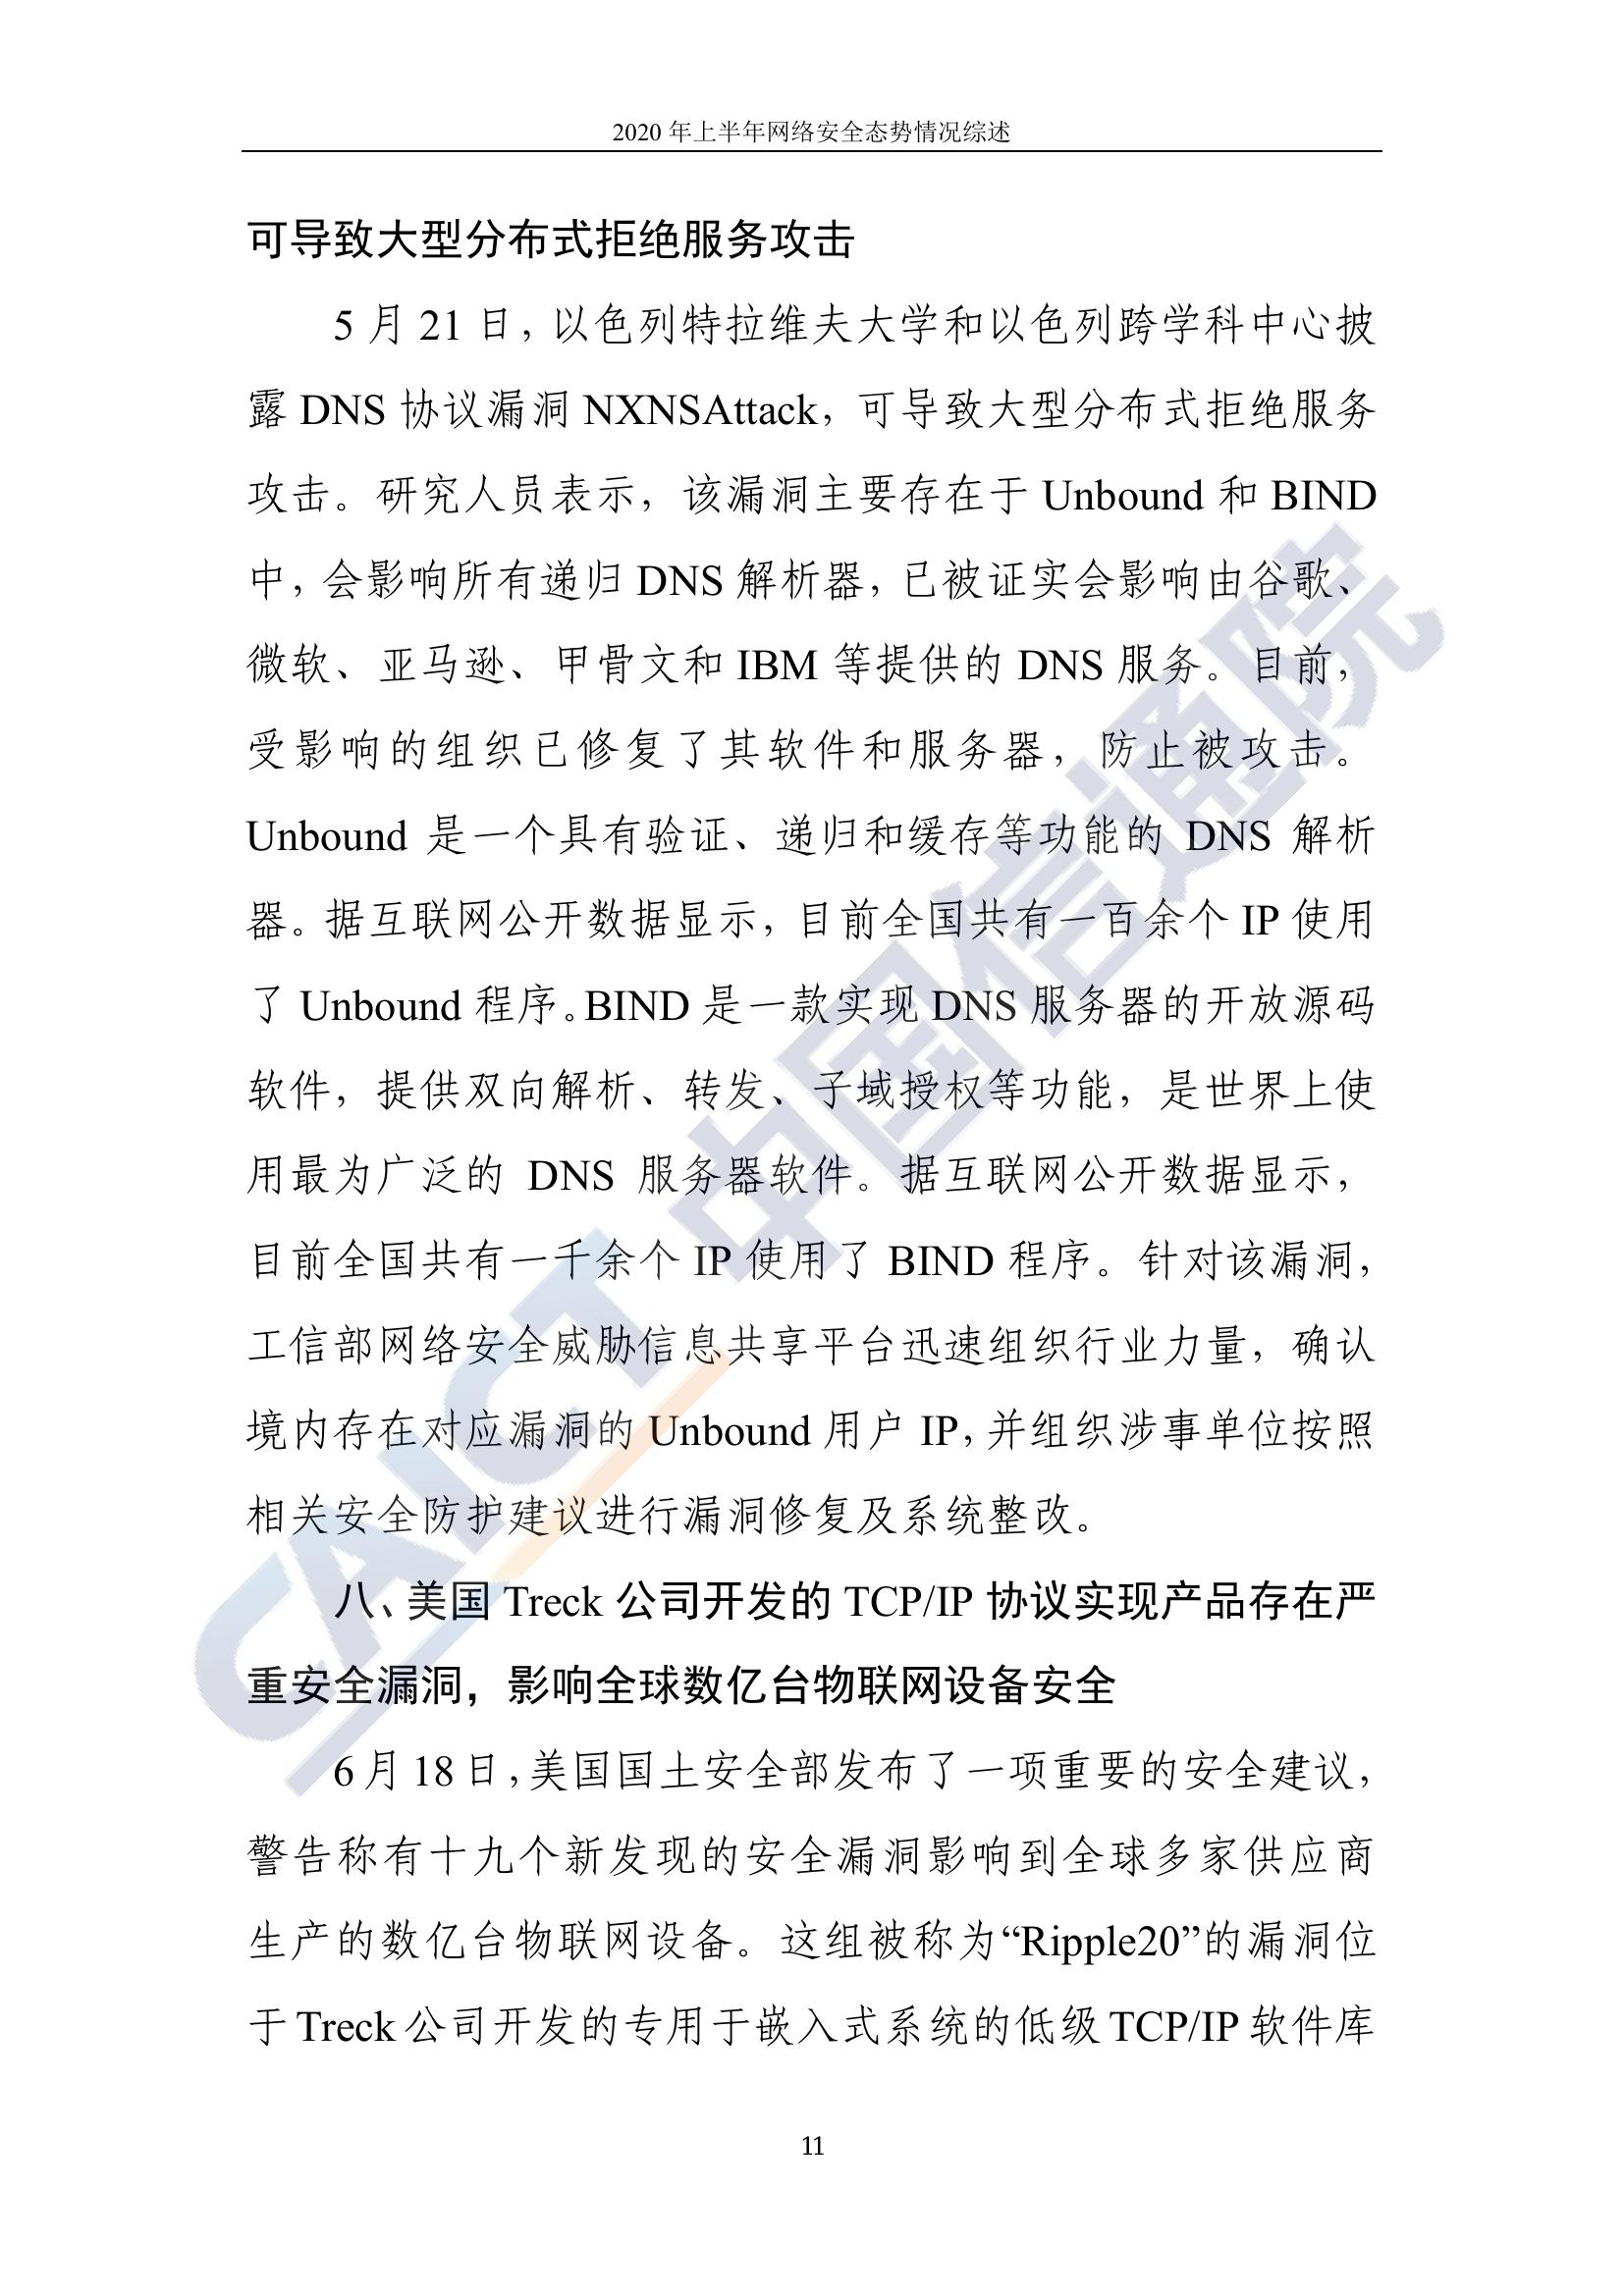 2020 年上半年网络安全态势情况综述
可导致大型分布式拒绝服务攻击
5 月 21 日，以色列特拉维夫大学和以色列跨学科中心披
露 DNS 协议漏洞 NXNSAttack，可导致大型分布式拒绝服务
攻击。研究人员表示，该漏洞主要存在于 Unbound 和 BIND
中，会影响所有递归 DNS 解析器，已被证实会影响由谷歌、
微软、亚马逊、甲骨文和 IBM 等提供的 DNS 服务。目前，
受影响的组织已修复了其软件和服务器，防止被攻击。
Unbound 是一个具有验证、递归和缓存等功能的 DNS 解析
器。据互联网公开数据显示，目前全国共有一百余个 IP 使用
了 Unbound 程序。BIND 是一款实现 DNS 服务器的开放源码
软件，提供双向解析、转发、子域授权等功能，是世界上使
用最为广泛的 DNS 服务器软件。据互联网公开数据显示，
目前全国共有一千余个 IP 使用了 BIND 程序。针对该漏洞，
工信部网络安全威胁信息共享平台迅速组织行业力量，确认
境内存在对应漏洞的 Unbound 用户 IP，并组织涉事单位按照
相关安全防护建议进行漏洞修复及系统整改。
八、美国 Treck 公司开发的 TCP/IP 协议实现产品存在严
重安全漏洞，影响全球数亿台物联网设备安全
6 月 18 日，美国国土安全部发布了一项重要的安全建议，
警告称有十九个新发现的安全漏洞影响到全球多家供应商
生产的数亿台物联网设备。这组被称为“Ripple20”的漏洞位
于 Treck 公司开发的专用于嵌入式系统的低级 TCP/IP 软件库
11
CAICT 中国信通院